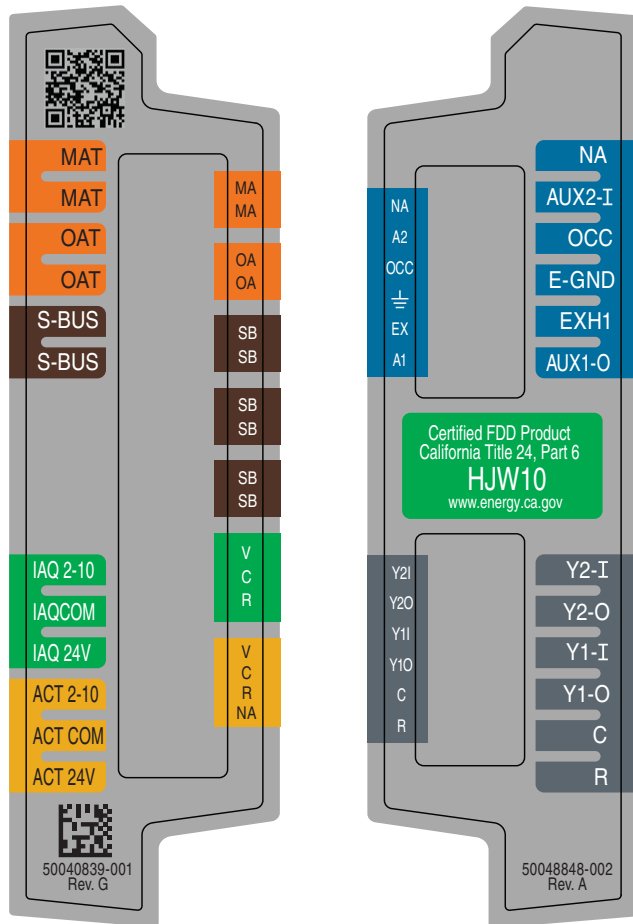 MAT
MAT
OAT
OAT
S-BUS
S-BUS
IAQ 2-10
IAQCOM
IAQ 24V
ACT 2-10
ACT COM
ACT 24V
50040839-001
Rev. G
MA
MA
OA
OA
SB
SB
SB
SB
SB
SB
V
C
R
V
C
R
NA
NA
A2
OCC
EX
A1
NA
AUX2-I
OCC
E-GND
EXH1
AUX1-O
Certified FDD Product
California Title 24, Part 6
HJW10
www.energy.ca.gov
Y2I
Y2O
Y1I
Y1O
C
R
Y2-I
Y2-O
Y1-I
Y1-O
C
R
50048848-002
Rev. A